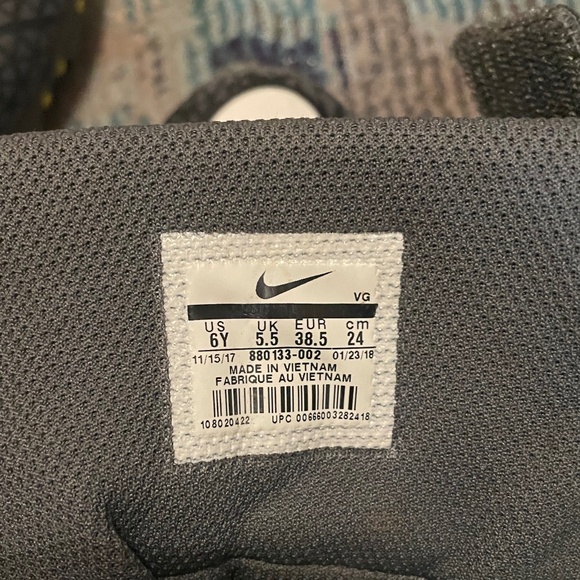 VG
US UK EUR cm
6Y 5.5 38.5 24
11/15/17 880133-002 01/23/18
MADE IN VIETNAM
FABRIQUE AU VIETNAM
108020422 UPC 00666003282418